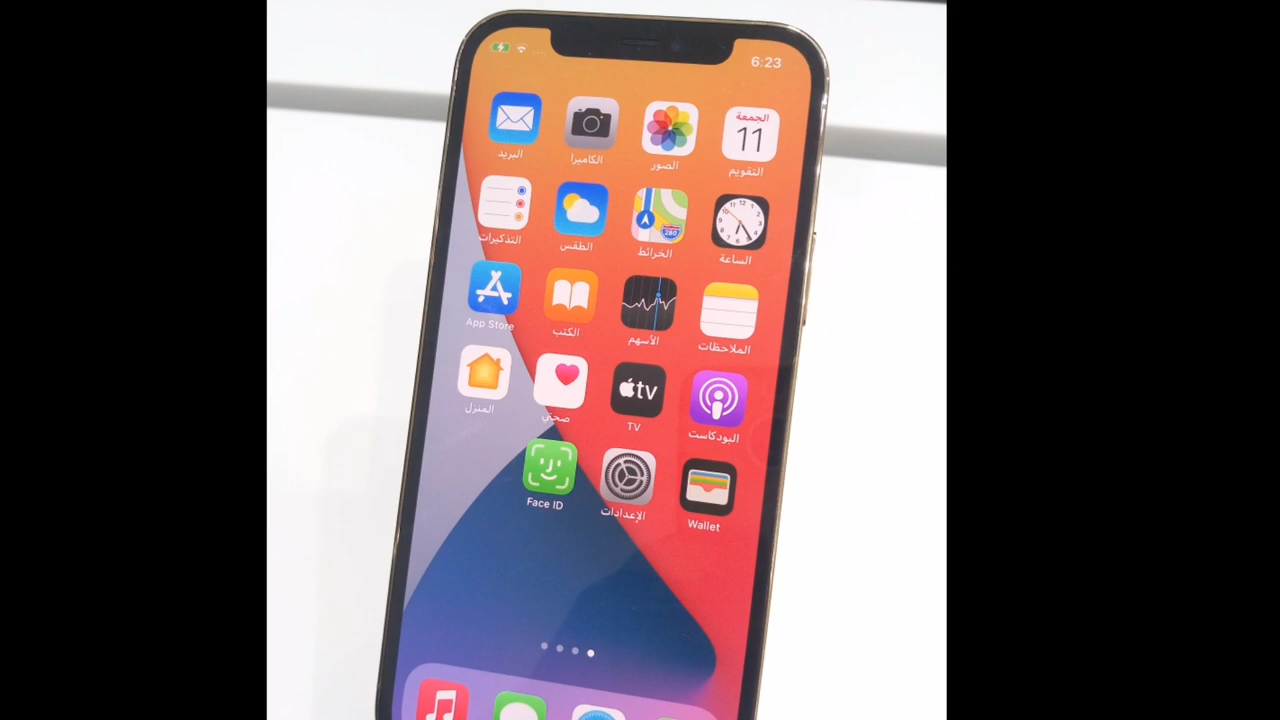 6:23
الجمعة
11
التقويم
الصور
الكاميرا
البريد
الساعة
الخرائط
الطقس
التذكيرات
الملاحظات
الأسهم
الكتب
App Store
البودكاست
tv
TV
صحتي
المنزل
Wallet
الإعدادات
Face ID